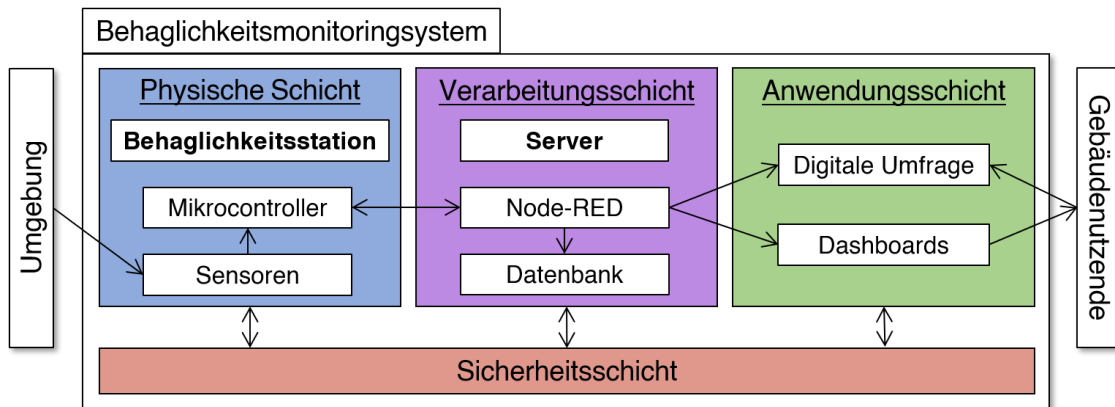 Behaglichkeitsmonitoringsystem
Umgebung
Physische Schicht
Behaglichkeitsstation
Mikrocontroller
Sensoren
Verarbeitungsschicht
Server
Node-RED
Datenbank
Anwendungsschicht
Digitale Umfrage
Dashboards
Gebäudenutzende
Sicherheitsschicht